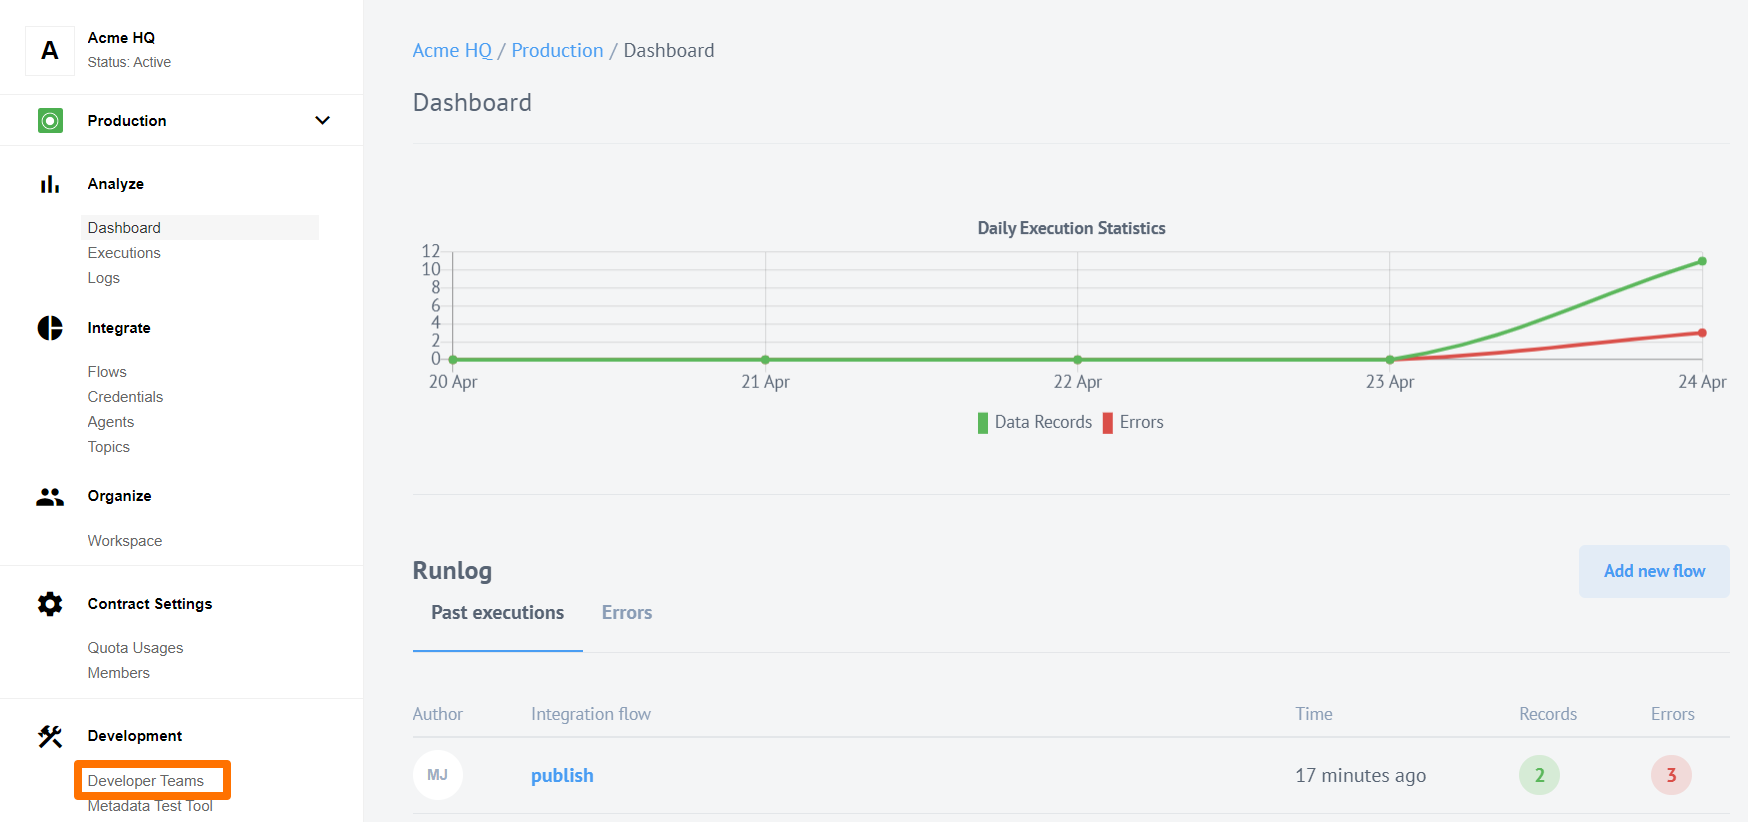 A
Acme HQ
Status: Active
Production
Analyze
Dashboard
Executions
Logs
Integrate
Flows
Credentials
Agents
Topics
Organize
Workspace
Contract Settings
Quota Usages
Members
Development
Developer Teams
Metadata Test Tool
Acme HQ / Production / Dashboard
Dashboard
Daily Execution Statistics
12
10
8
6
4
2
0
20 Apr 21 Apr 22 Apr 23 Apr 24 Apr
Data Records Errors
Runlog
Add new flow
Past executions Errors
Author Integration flow Time Records Errors
MJ publish 17 minutes ago 2 3